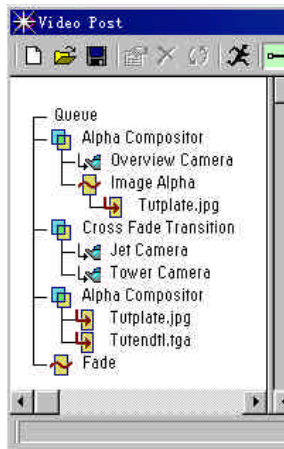 Video Post
Queue
Alpha Compositor
Overview Camera
Image Alpha
Tutplate.jpg
Cross Fade Transition
Jet Camera
Tower Camera
Alpha Compositor
Tutplate.jpg
Tutendtl.tga
Fade